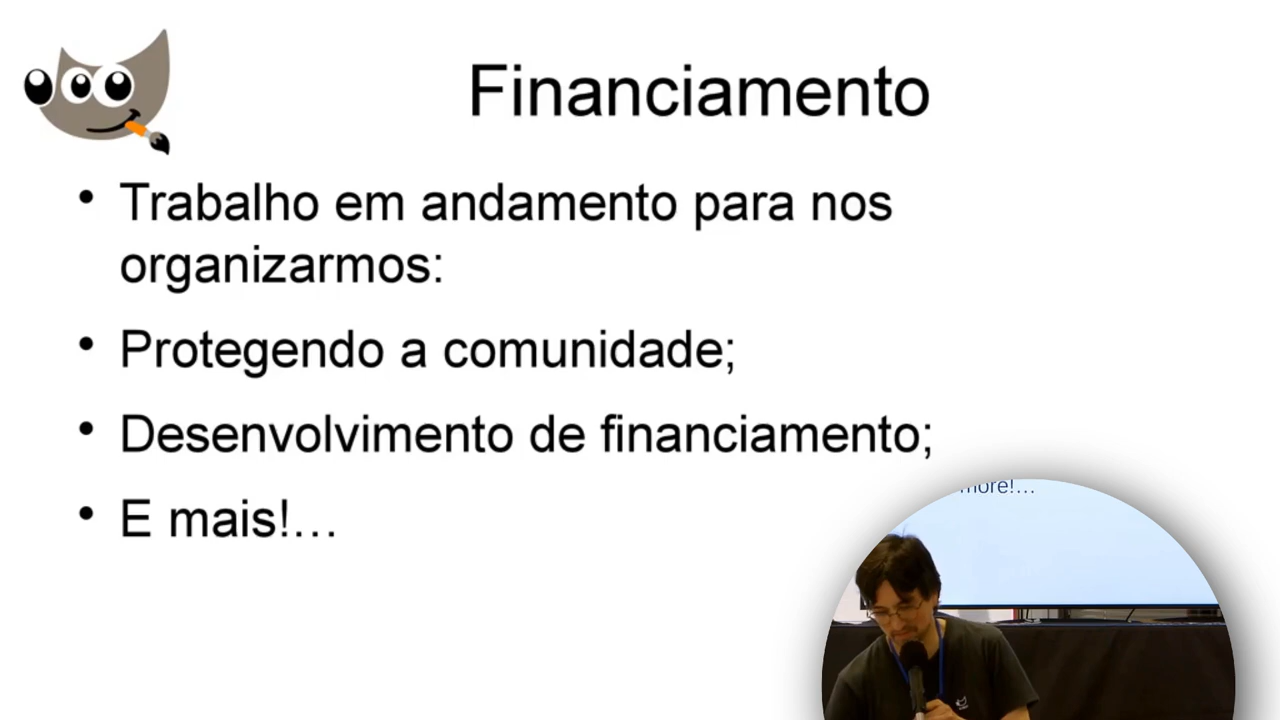 Financiamento
• Trabalho em andamento para nos
organizarmos:
• Protegendo a comunidade;
• Desenvolvimento de financiamento;
• E mais!…
more!…